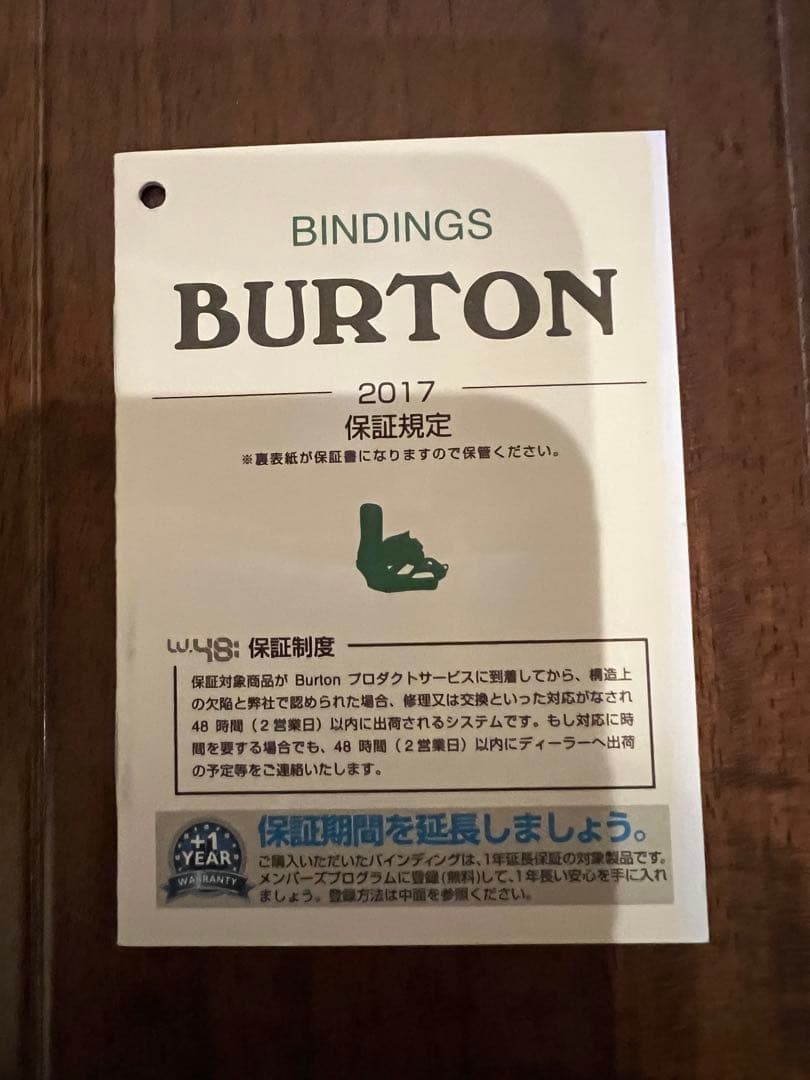 BINDINGS
BURTON
2017
保証規定
※裏表紙が保証書になりますので保管ください。
w.48: 保証制度
保証対象商品が Burton プロダクトサービスに到着してから、構造上
の欠陥と弊社で認められた場合、修理又は交換といった対応がなされ
48 時間（2営業日）以内に出荷されるシステムです。もし対応に時
間を要する場合でも、48 時間（2営業日）以内にディーラーへ出荷
の予定等をご連絡いたします。
+1
YEAR
WARRANTY
保証期間を延長しましょう。
ご購入いただいたバインディングは、1年延長保証の対象製品です。
メンバーズプログラムに登録(無料)して、1年長い安心を手に入れ
ましょう。登録方法は中面を参照ください。